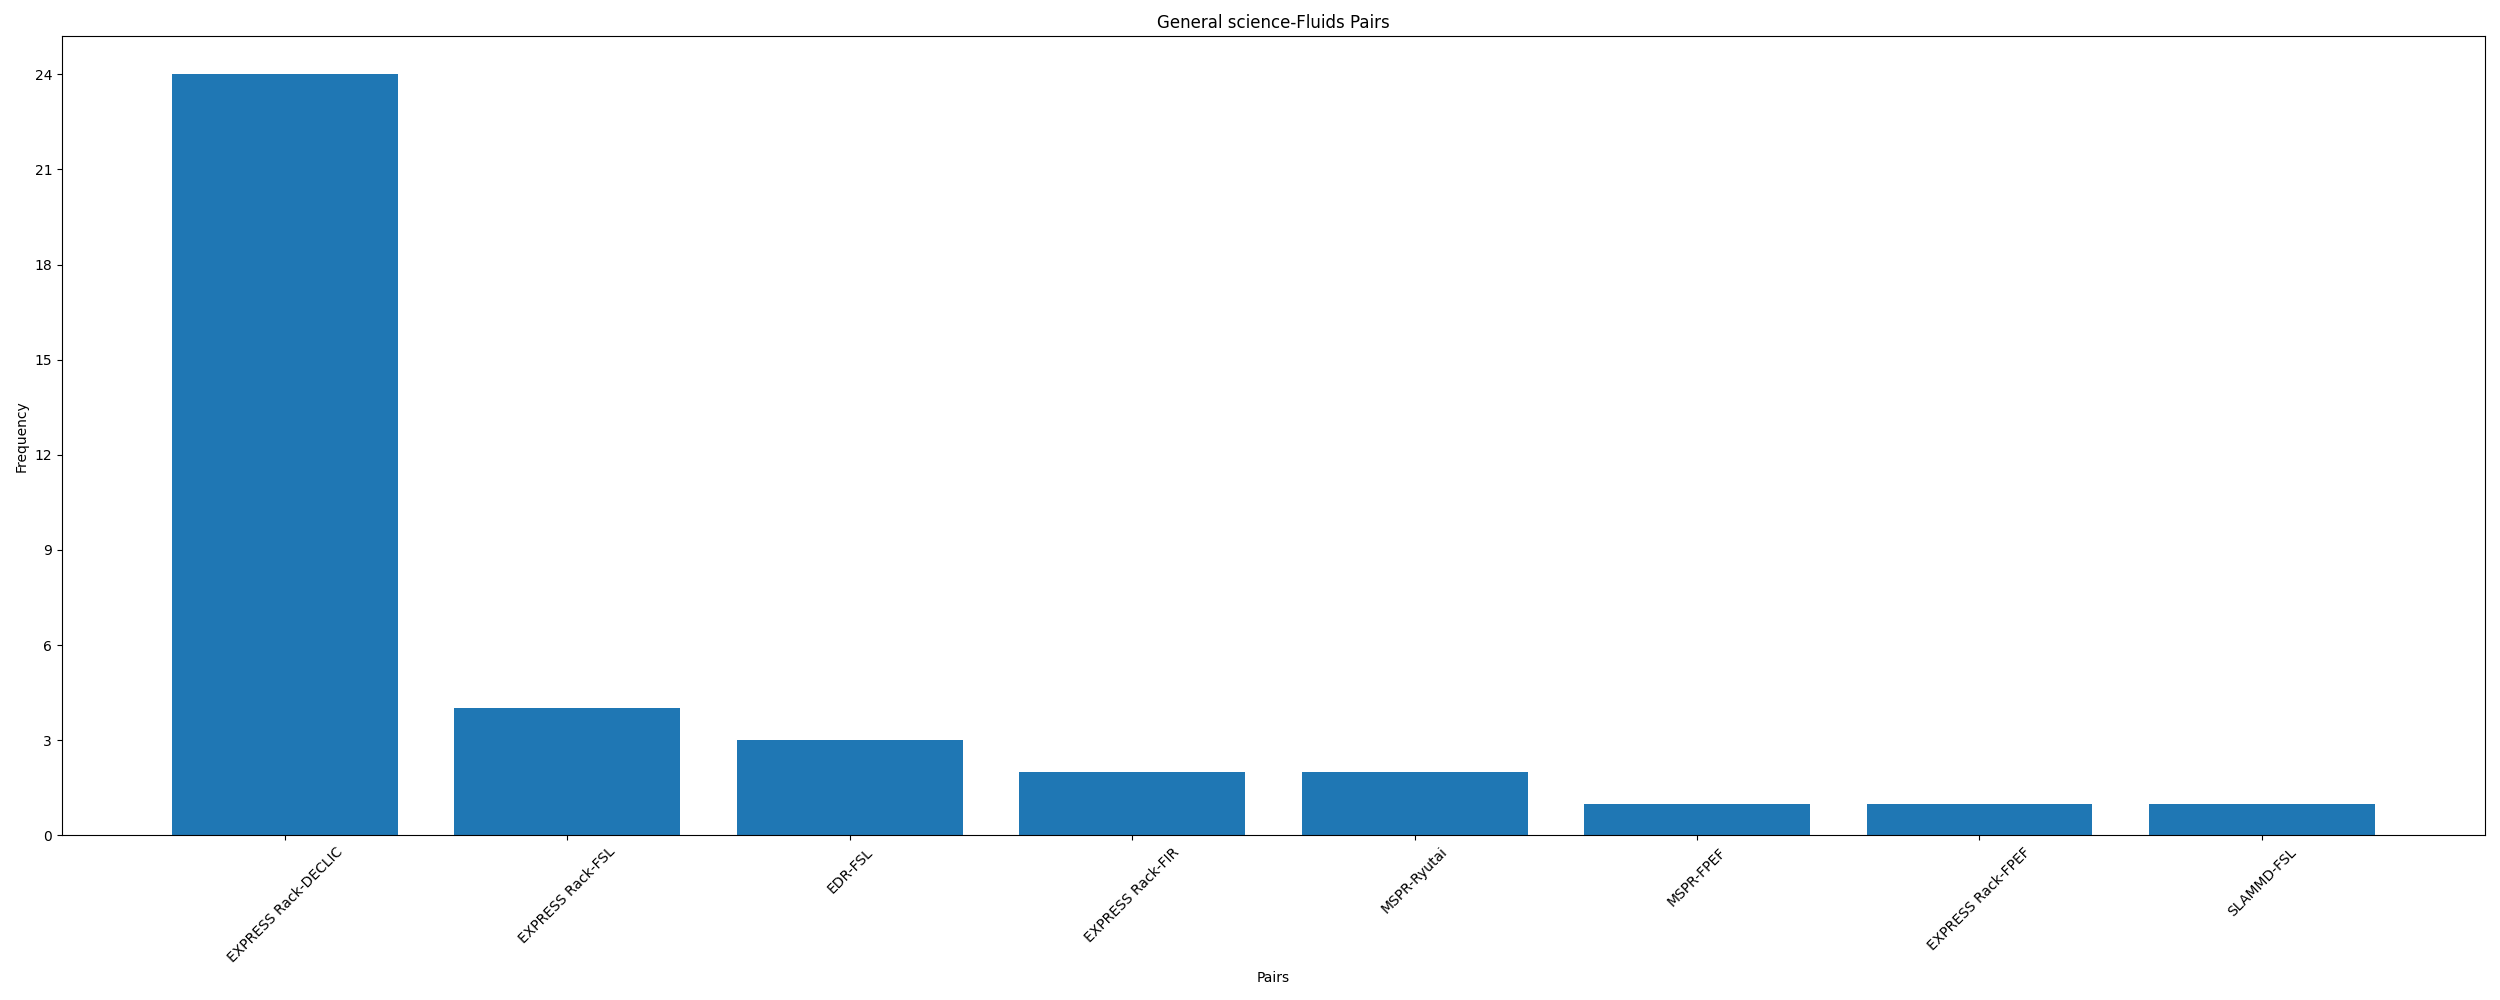 General science-Fluids Pairs
Frequency
24
21
18
15
12
9
6
3
0
EXPRESS Rack-DECLIC
EXPRESS Rack-FSL
EDR-FSL
EXPRESS Rack-FIR
MSPR-Ryutai
MSPR-FPEF
EXPRESS Rack-FPEF
SLAMMD-FSL
Pairs